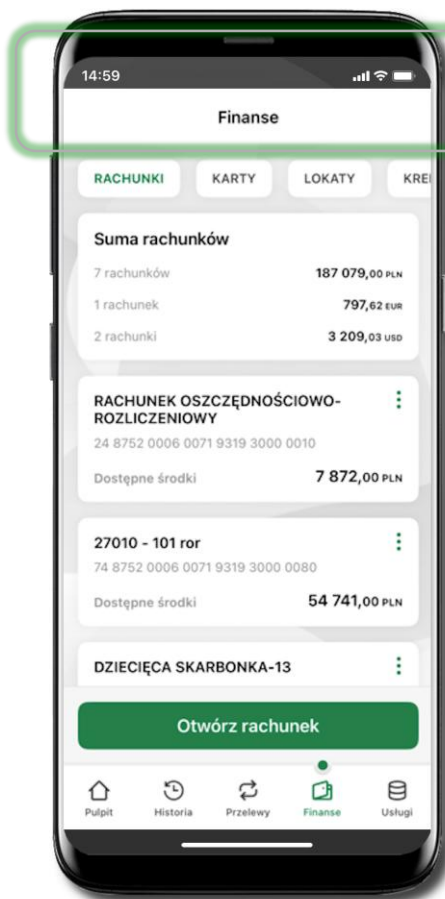 14:59
Finanse
RACHUNKI KARTY LOKATY KRE
Suma rachunków
7 rachunków 187 079,00 PLN
1 rachunek 797,62 EUR
2 rachunki 3 209,03 USD
RACHUNEK OSZCZĘDNOŚCIOWO-
ROZLICZENIOWY
24 8752 0006 0071 9319 3000 0010
Dostępne środki 7 872,00 PLN
27010 - 101 ror
74 8752 0006 0071 9319 3000 0080
Dostępne środki 54 741,00 PLN
DZIECIĘCA SKARBONKA-13
Otwórz rachunek
Pulpit Historia Przelewy Finanse Usługi